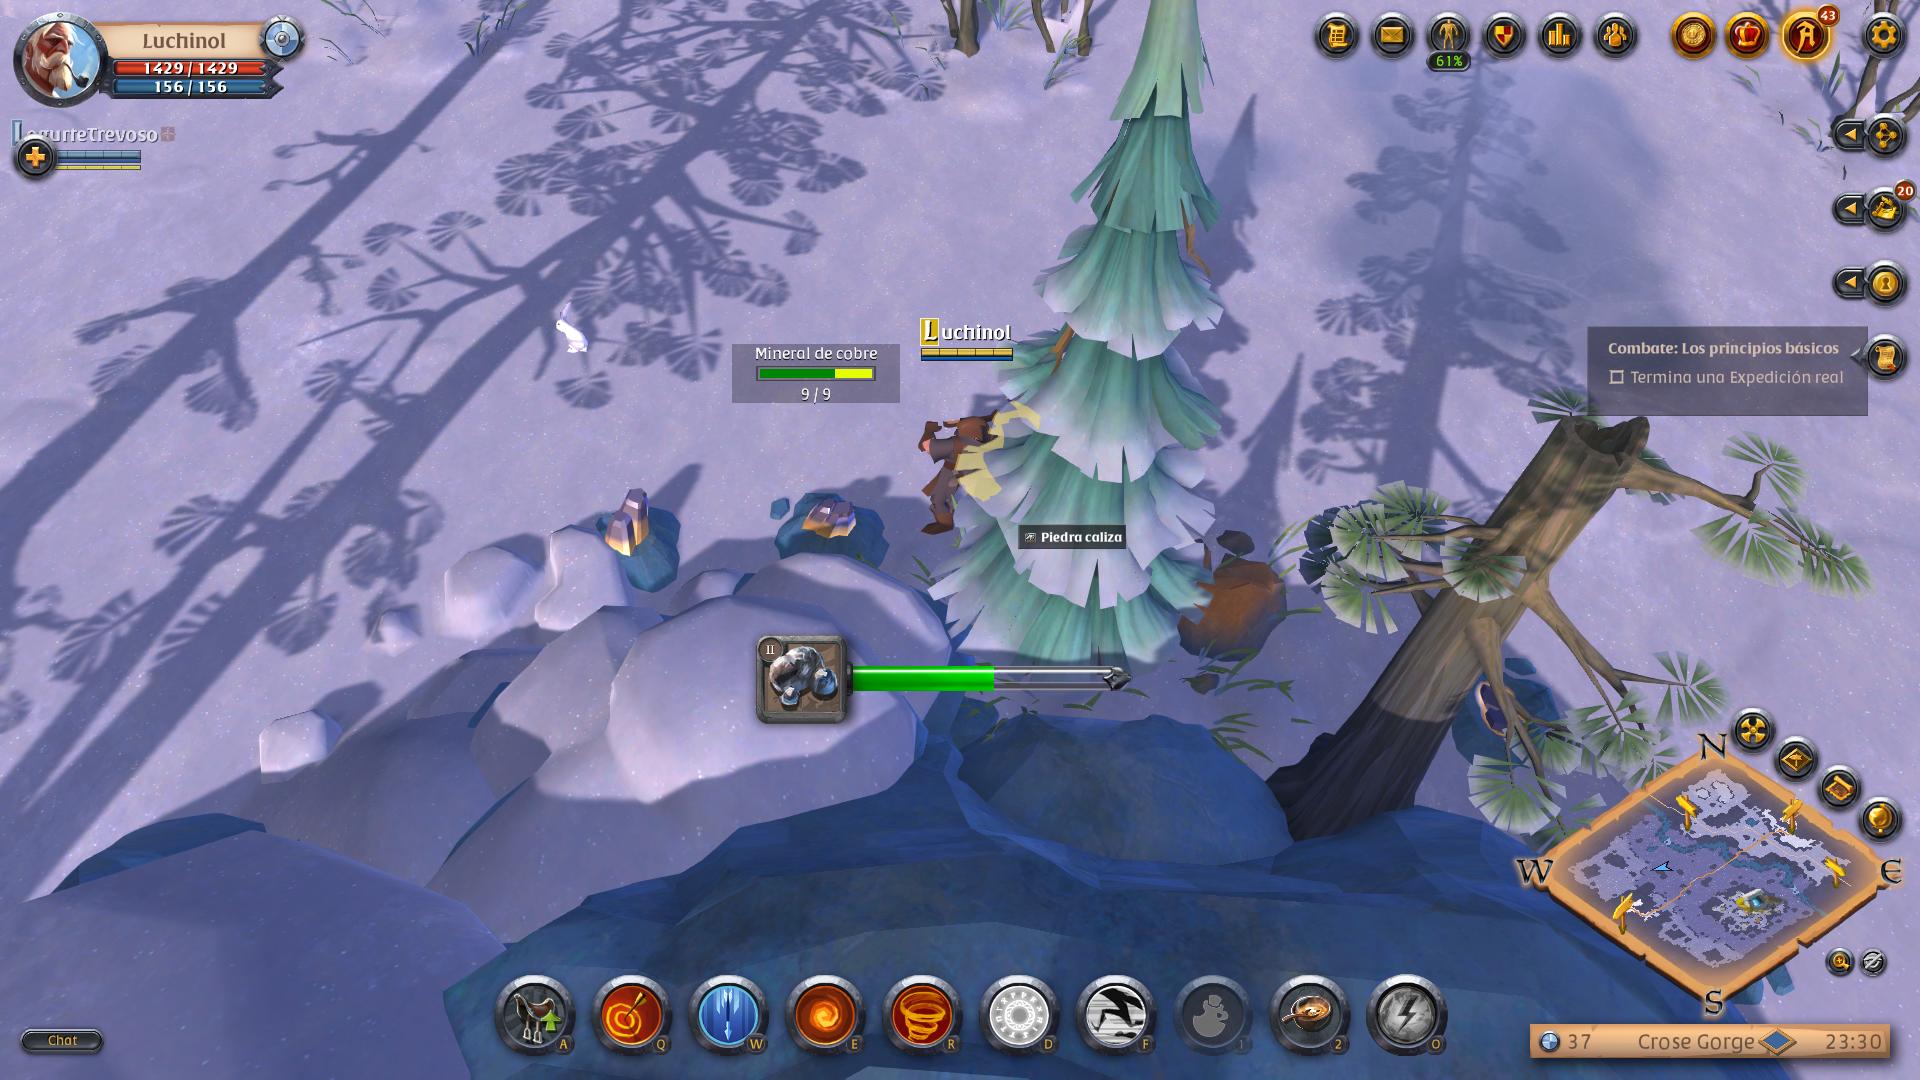 Luchinol
1429 / 1429
156 / 156
LogurreTrevoso
61%
43
20
Mineral de cobre
9 / 9
Luchinol
Combate: Los principios básicos
Termina una Expedición real
Piedra caliza
II
N
W
E
S
A
Q
W
E
R
D
F
1
2
O
Chat
37
Crose Gorge
23:30